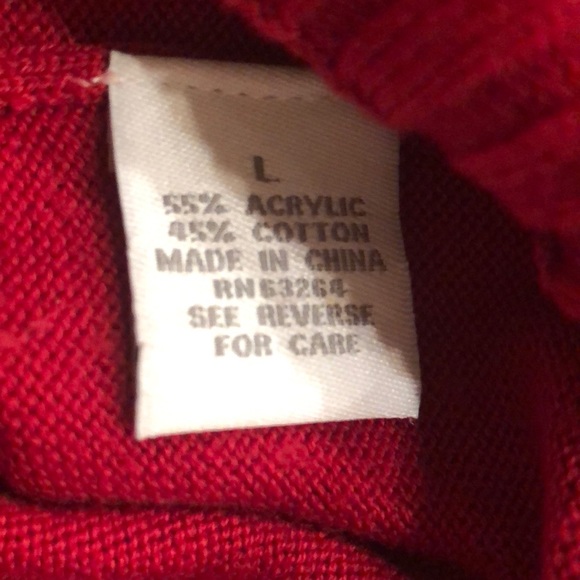 L
55% ACRYLIC
45% COTTON
MADE IN CHINA
RN63264
SEE REVERSE
FOR CARE